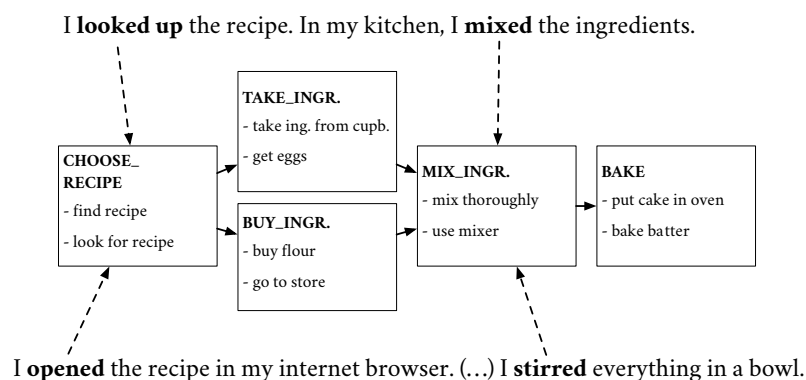 I looked up the recipe. In my kitchen, I mixed the ingredients.
CHOOSE_
RECIPE
- find recipe
- look for recipe
TAKE_INGR.
- take ing. from cupb.
- get eggs
BUY_INGR.
- buy flour
- go to store
MIX_INGR.
- mix thoroughly
- use mixer
BAKE
- put cake in oven
- bake batter
I opened the recipe in my internet browser. (…) I stirred everything in a bowl.